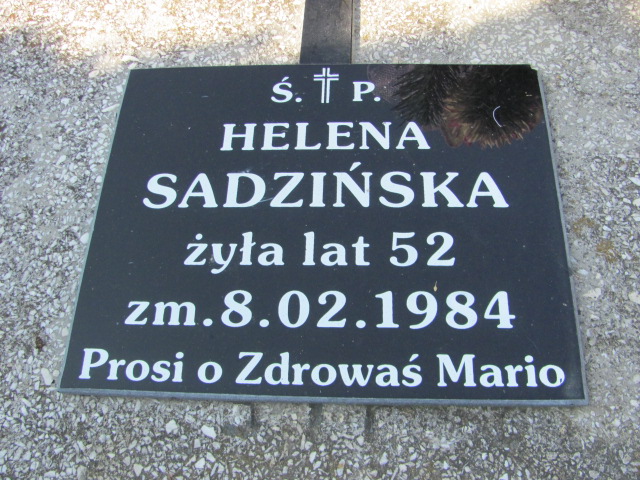 Ś. P.
HELENA
SADZIŃSKA
żyła lat 52
zm.8.02.1984
Prosi o Zdrowaś Mario